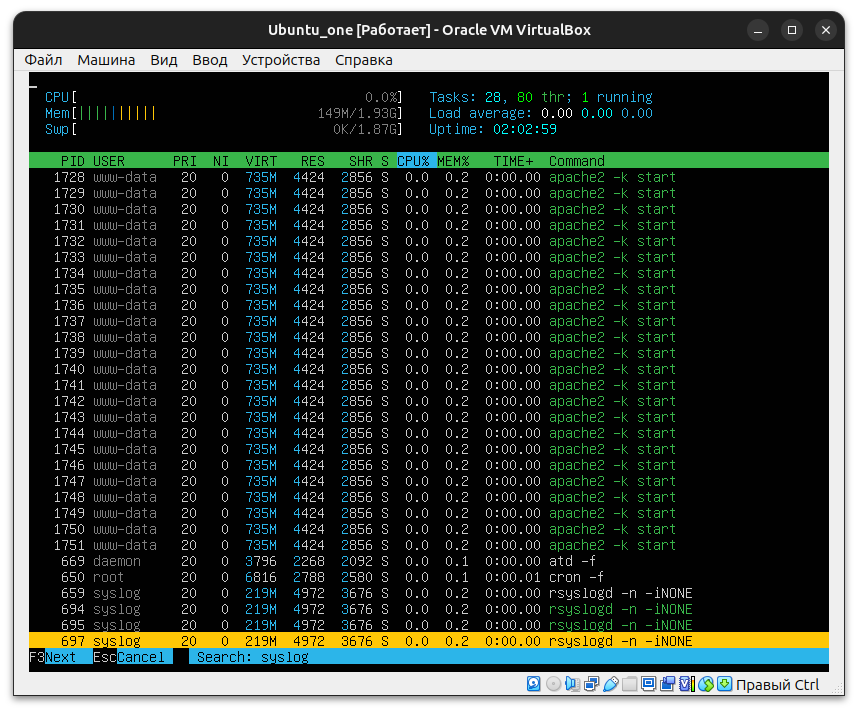 Ubuntu_one [Работает] - Oracle VM VirtualBox
Файл Машина Вид Ввод Устройства Справка
CPU[ 0.0%] Tasks: 28, 80 thr; 1 running
Mem[|||||||||| 149M/1.93G] Load average: 0.00 0.00 0.00
Swp[ 0K/1.87G] Uptime: 02:02:59
PID USER PRI NI VIRT RES SHR S CPU% MEM% TIME+ Command
1728 www-data 20 0 735M 4424 2856 S 0.0 0.2 0:00.00 apache2 -k start
1729 www-data 20 0 735M 4424 2856 S 0.0 0.2 0:00.00 apache2 -k start
1730 www-data 20 0 735M 4424 2856 S 0.0 0.2 0:00.00 apache2 -k start
1731 www-data 20 0 735M 4424 2856 S 0.0 0.2 0:00.00 apache2 -k start
1732 www-data 20 0 735M 4424 2856 S 0.0 0.2 0:00.00 apache2 -k start
1733 www-data 20 0 735M 4424 2856 S 0.0 0.2 0:00.00 apache2 -k start
1734 www-data 20 0 735M 4424 2856 S 0.0 0.2 0:00.00 apache2 -k start
1735 www-data 20 0 735M 4424 2856 S 0.0 0.2 0:00.00 apache2 -k start
1736 www-data 20 0 735M 4424 2856 S 0.0 0.2 0:00.00 apache2 -k start
1737 www-data 20 0 735M 4424 2856 S 0.0 0.2 0:00.00 apache2 -k start
1738 www-data 20 0 735M 4424 2856 S 0.0 0.2 0:00.00 apache2 -k start
1739 www-data 20 0 735M 4424 2856 S 0.0 0.2 0:00.00 apache2 -k start
1740 www-data 20 0 735M 4424 2856 S 0.0 0.2 0:00.00 apache2 -k start
1741 www-data 20 0 735M 4424 2856 S 0.0 0.2 0:00.00 apache2 -k start
1742 www-data 20 0 735M 4424 2856 S 0.0 0.2 0:00.00 apache2 -k start
1743 www-data 20 0 735M 4424 2856 S 0.0 0.2 0:00.00 apache2 -k start
1744 www-data 20 0 735M 4424 2856 S 0.0 0.2 0:00.00 apache2 -k start
1745 www-data 20 0 735M 4424 2856 S 0.0 0.2 0:00.00 apache2 -k start
1746 www-data 20 0 735M 4424 2856 S 0.0 0.2 0:00.00 apache2 -k start
1747 www-data 20 0 735M 4424 2856 S 0.0 0.2 0:00.00 apache2 -k start
1748 www-data 20 0 735M 4424 2856 S 0.0 0.2 0:00.00 apache2 -k start
1749 www-data 20 0 735M 4424 2856 S 0.0 0.2 0:00.00 apache2 -k start
1750 www-data 20 0 735M 4424 2856 S 0.0 0.2 0:00.00 apache2 -k start
1751 www-data 20 0 735M 4424 2856 S 0.0 0.2 0:00.00 apache2 -k start
669 daemon 20 0 3796 2268 2092 S 0.0 0.1 0:00.00 atd -f
650 root 20 0 6816 2788 2580 S 0.0 0.1 0:00.01 cron -f
659 syslog 20 0 219M 4972 3676 S 0.0 0.2 0:00.00 rsyslogd -n -iNONE
694 syslog 20 0 219M 4972 3676 S 0.0 0.2 0:00.00 rsyslogd -n -iNONE
695 syslog 20 0 219M 4972 3676 S 0.0 0.2 0:00.00 rsyslogd -n -iNONE
697 syslog 20 0 219M 4972 3676 S 0.0 0.2 0:00.00 rsyslogd -n -iNONE
F3Next EscCancel Search: syslog
Правый Ctrl